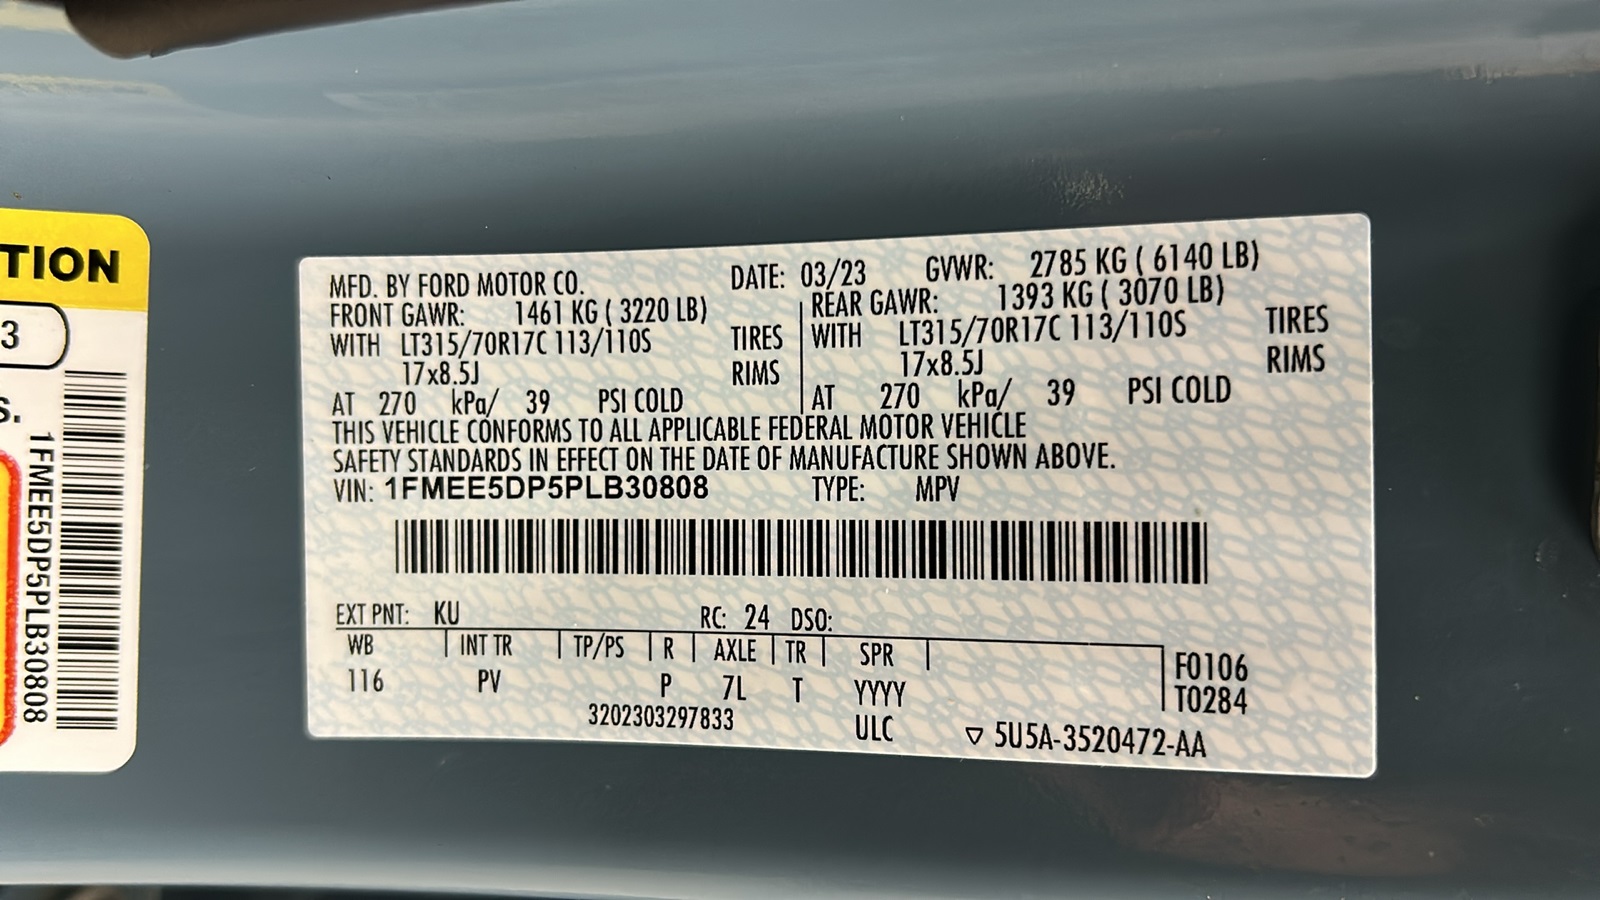 TION
3
S.
1FMEE5DP5PLB30808
MFD. BY FORD MOTOR CO. DATE: 03/23 GVWR: 2785 KG ( 6140 LB)
FRONT GAWR: 1461 KG ( 3220 LB) REAR GAWR: 1393 KG ( 3070 LB)
WITH LT315/70R17C 113/110S TIRES WITH LT315/70R17C 113/110S TIRES
17x8.5J RIMS 17x8.5J RIMS
AT 270 kPa/ 39 PSI COLD AT 270 kPa/ 39 PSI COLD
THIS VEHICLE CONFORMS TO ALL APPLICABLE FEDERAL MOTOR VEHICLE
SAFETY STANDARDS IN EFFECT ON THE DATE OF MANUFACTURE SHOWN ABOVE.
VIN: 1FMEE5DP5PLB30808 TYPE: MPV
EXT PNT: KU RC: 24 DSO:
WB INT TR TP/PS R AXLE TR SPR F0106
116 PV P 7L T YYYY T0284
3202303297833 ULC ▽ 5U5A-3520472-AA